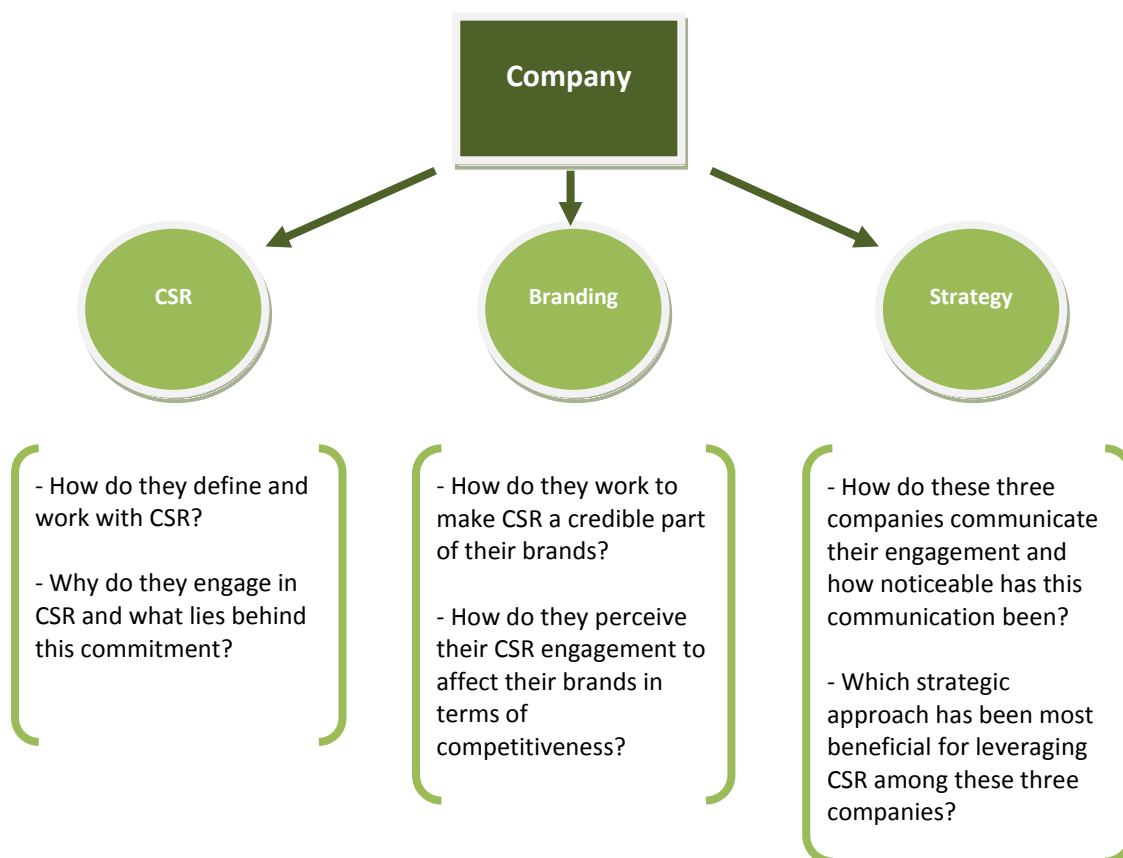 Company
CSR
Branding
Strategy
- How do they define and
work with CSR?
- Why do they engage in
CSR and what lies behind
this commitment?
- How do they work to
make CSR a credible part
of their brands?
- How do they perceive
their CSR engagement to
affect their brands in
terms of
competitiveness?
- How do these three
companies communicate
their engagement and
how noticeable has this
communication been?
- Which strategic
approach has been most
beneficial for leveraging
CSR among these three
companies?